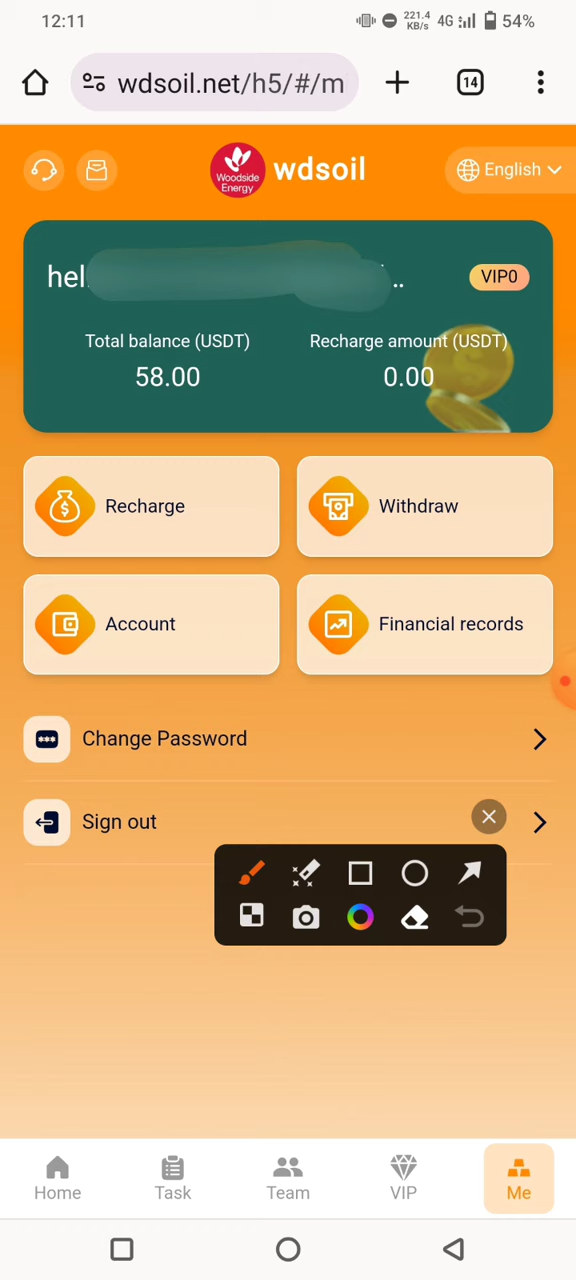 12:11
221.4
KB/s
4G
54%
wdsoil.net/h5/#/m
14
Woodside
Energy
wdsoil
English
hel
..
VIP0
Total balance (USDT)
Recharge amount (USDT)
58.00
0.00
Recharge
Withdraw
Account
Financial records
Change Password
Sign out
Home
Task
Team
VIP
Me